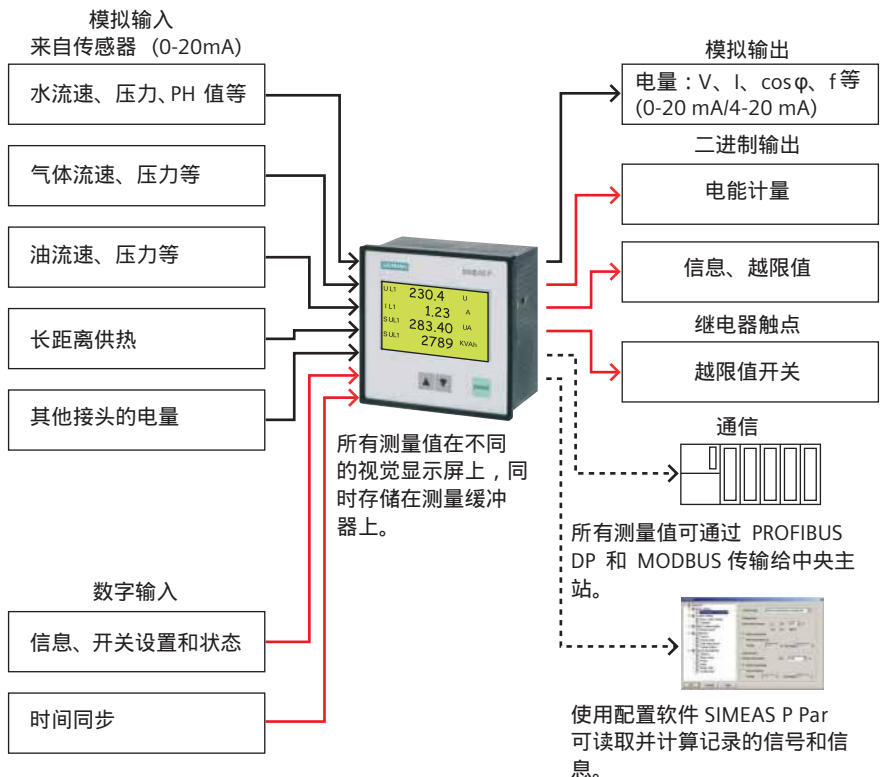 模拟输入
来自传感器 (0-20mA)
水流速、压力、PH 值等
气体流速、压力等
油流速、压力等
长距离供热
其他接头的电量
数字输入
信息、开关设置和状态
时间同步
SIEMENS
SIMEAS P
UL1 230.4 U
IL1 1.23 A
SUL1 283.40 UA
SUL1 2789 KVAh
所有测量值在不同
的视觉显示屏上，同
时存储在测量缓冲
器上。
模拟输出
电量：V、I、cosφ、f等
(0-20 mA/4-20 mA)
二进制输出
电能计量
信息、越限值
继电器触点
越限值开关
通信
所有测量值可通过 PROFIBUS
DP 和 MODBUS 传输给中央主
站。
使用配置软件 SIMEAS P Par
可读取并计算记录的信号和信
息。